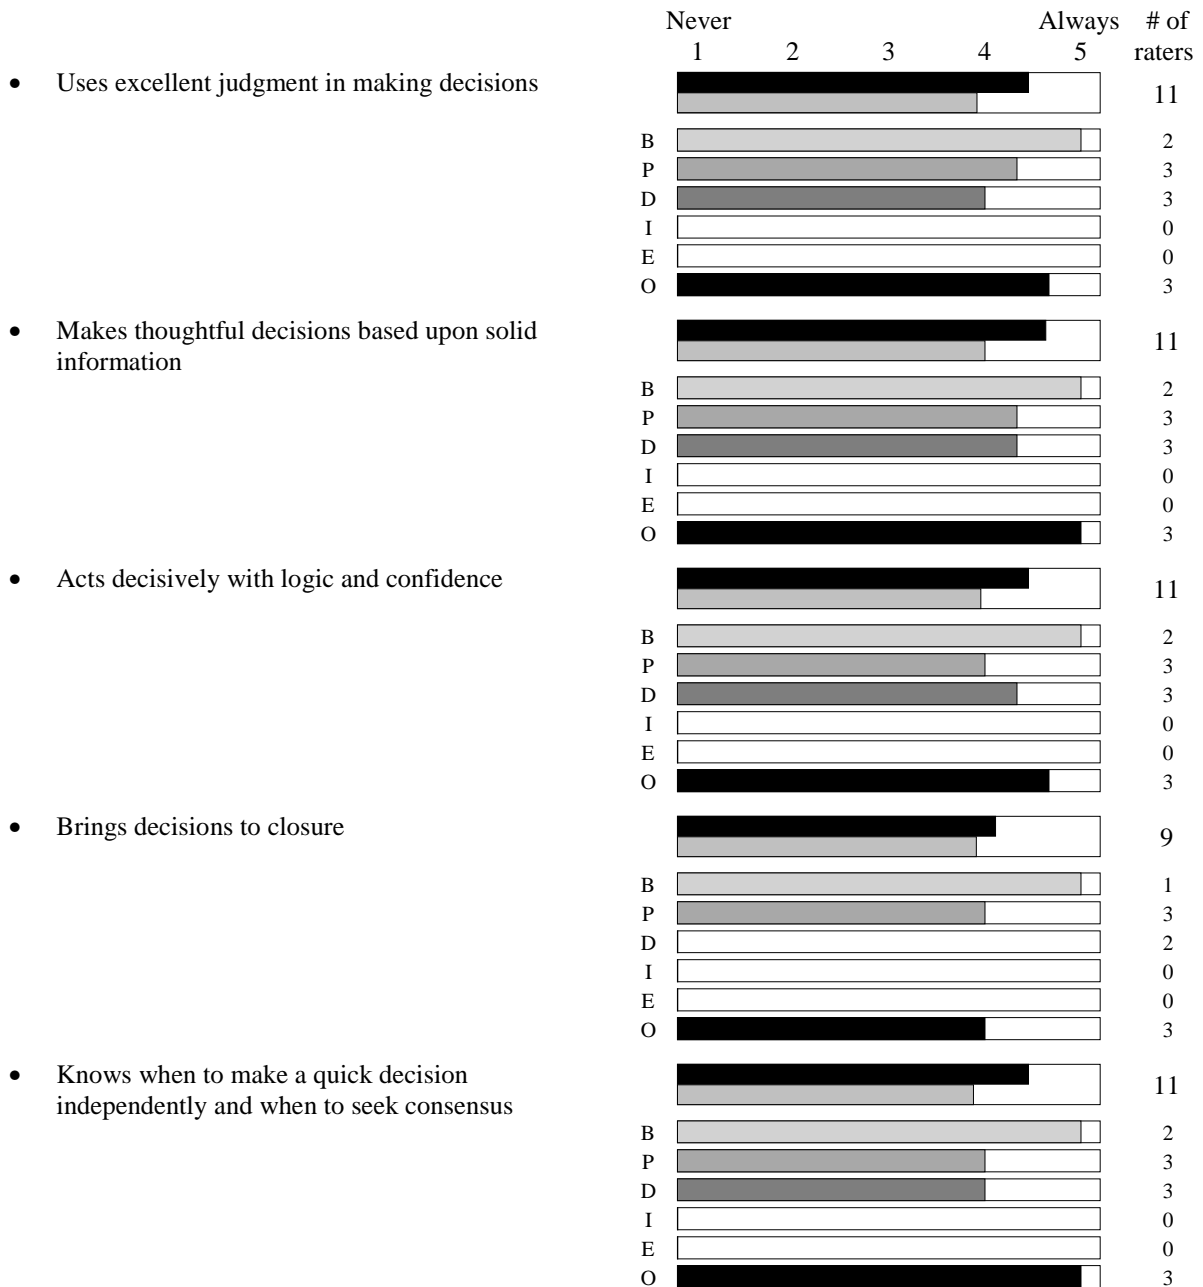 Never Always # of
1 2 3 4 5 raters
• Uses excellent judgment in making decisions 11
B 2
P 3
D 3
I 0
E 0
O 3
• Makes thoughtful decisions based upon solid
information 11
B 2
P 3
D 3
I 0
E 0
O 3
• Acts decisively with logic and confidence 11
B 2
P 3
D 3
I 0
E 0
O 3
• Brings decisions to closure 9
B 1
P 3
D 2
I 0
E 0
O 3
• Knows when to make a quick decision 11
independently and when to seek consensus
B 2
P 3
D 3
I 0
E 0
O 3